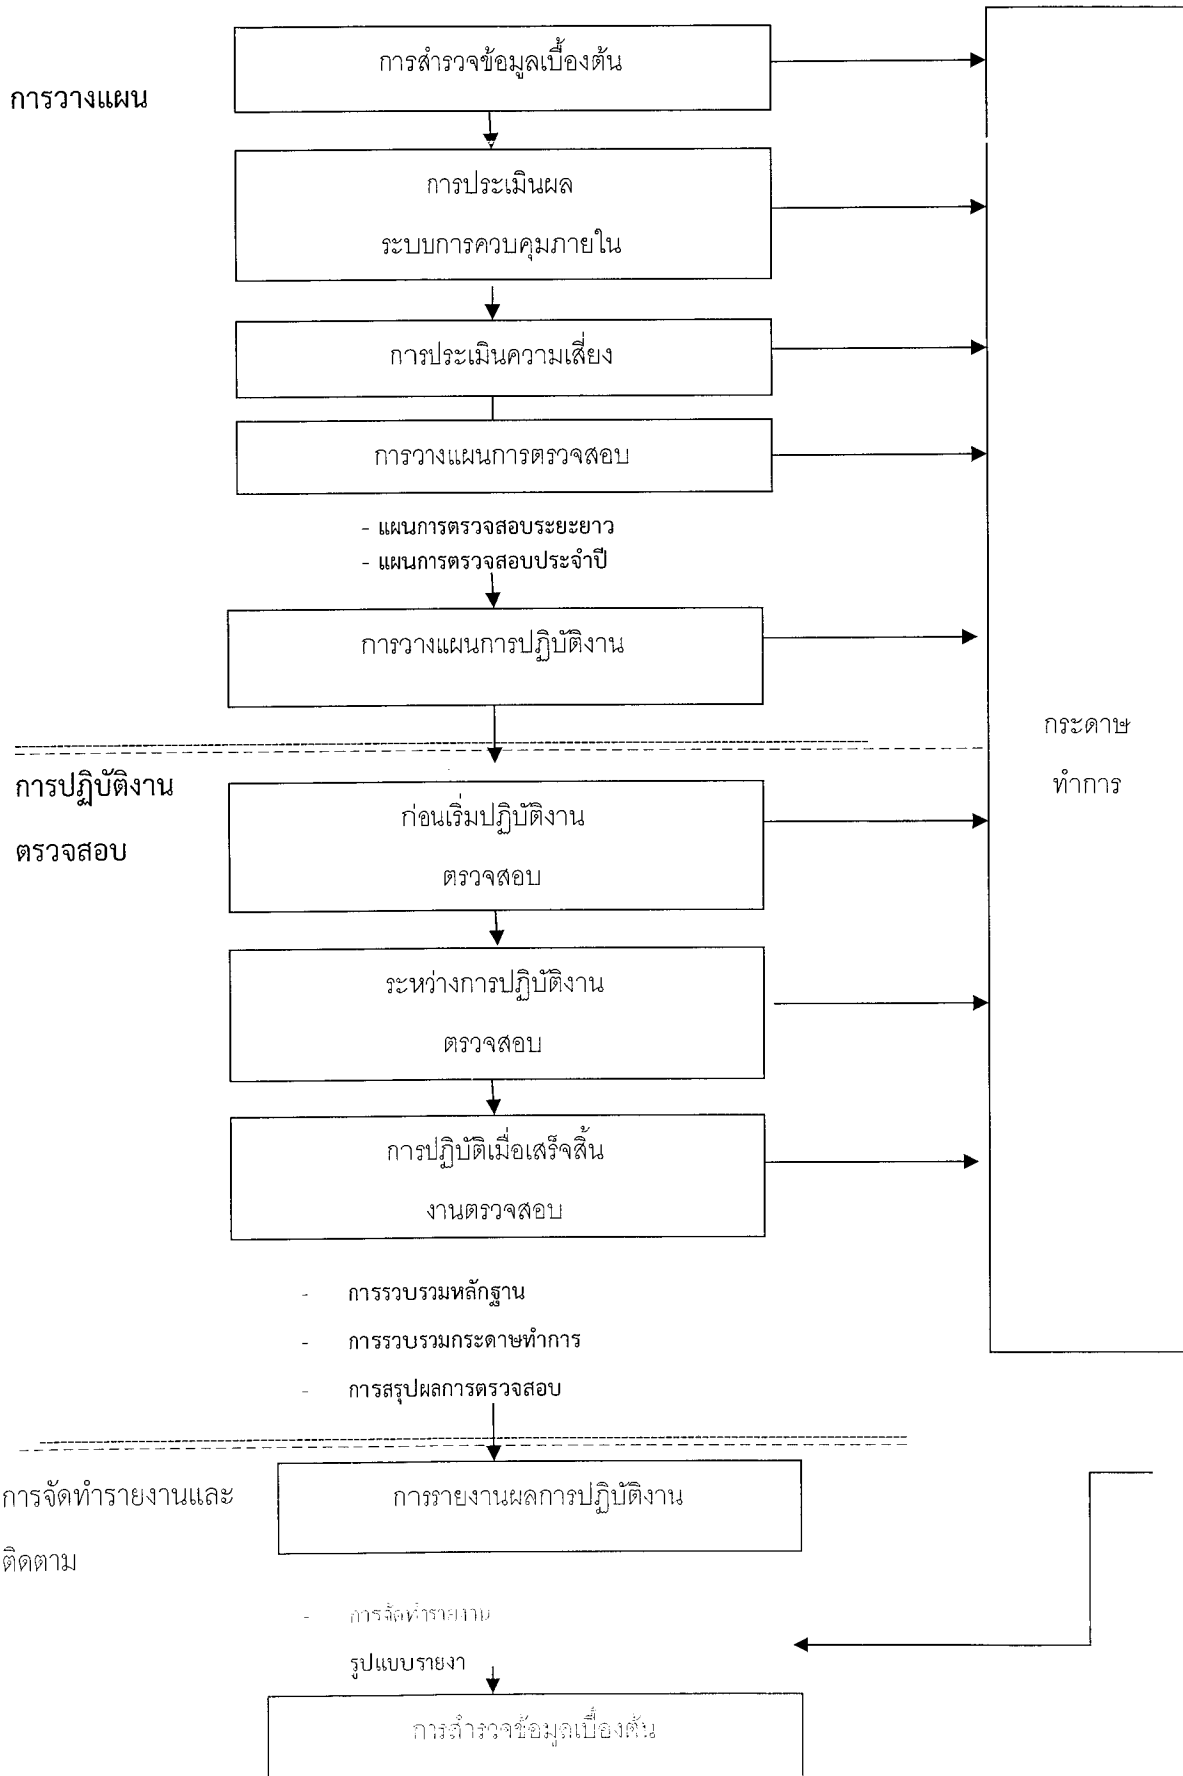 การสำรวจข้อมูลเบื้องต้น
การวางแผน
การประเมินผล
ระบบการควบคุมภายใน
การประเมินความเสี่ยง
การวางแผนการตรวจสอบ
- แผนการตรวจสอบระยะยาว
- แผนการตรวจสอบประจำปี
การวางแผนการปฏิบัติงาน
กระดาษ
ทำการ
การปฏิบัติงาน
ตรวจสอบ
ก่อนเริ่มปฏิบัติงาน
ตรวจสอบ
ระหว่างการปฏิบัติงาน
ตรวจสอบ
การปฏิบัติเมื่อเสร็จสิ้น
งานตรวจสอบ
- การรวบรวมหลักฐาน
- การรวบรวมกระดาษทำการ
- การสรุปผลการตรวจสอบ
การจัดทำรายงานและ
ติดตาม
การรายงานผลการปฏิบัติงาน
- การจัดทำรายงาน
รูปแบบรายงา
การสำรวจข้อมูลเบื้องต้น